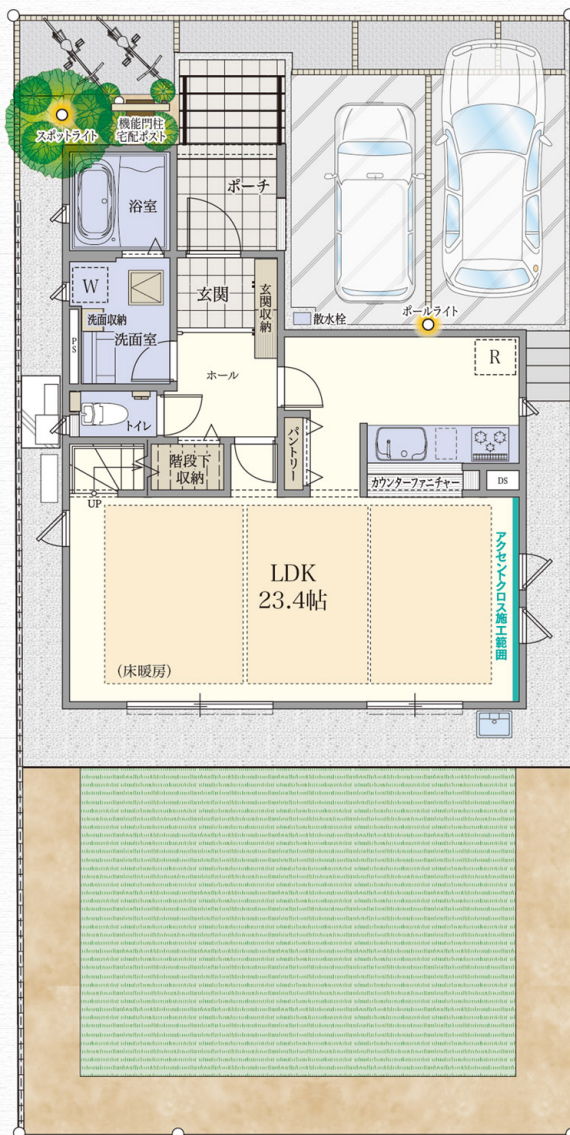 スポットライト
機能門柱
宅配ポスト
浴室
ポーチ
W
玄関
玄関収納
洗面収納
洗面室
PS
散水栓
ポールライト
ホール
R
トイレ
階段下
収納
パントリー
カウンターファニチャー
DS
UP
LDK
23.4帖
アクセントクロス施工範囲
(床暖房)